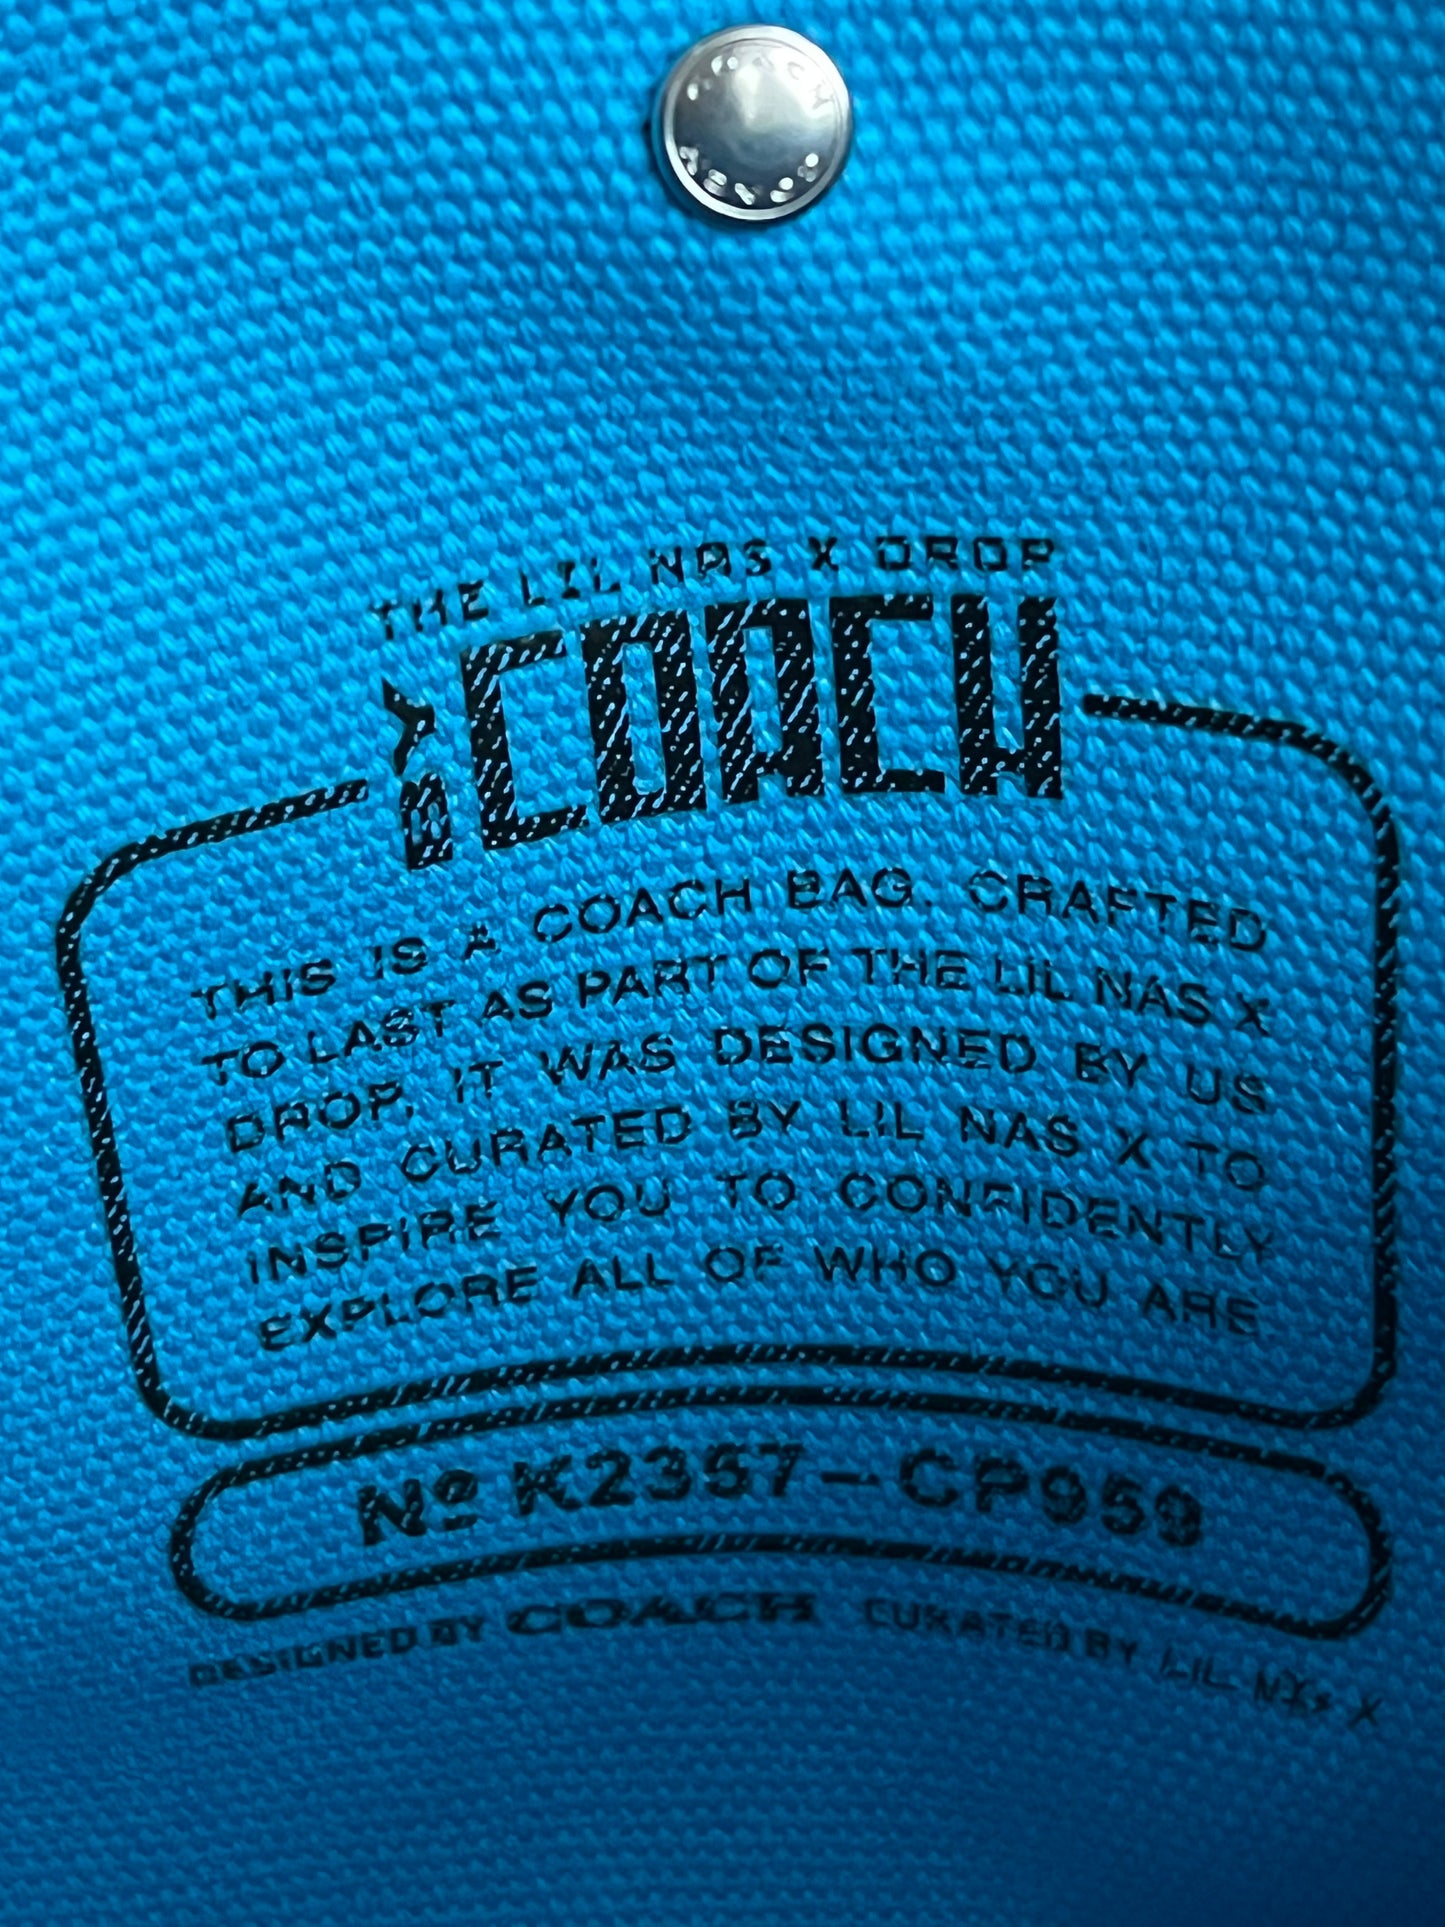 COACH
THE LIL NAS X DROP
BY COACH
THIS IS A COACH BAG. CRAFTED
TO LAST AS PART OF THE LIL NAS X
DROP, IT WAS DESIGNED BY US
AND CURATED BY LIL NAS X TO
INSPIRE YOU TO CONFIDENTLY
EXPLORE ALL OF WHO YOU ARE.
Nº K2357-CP959
DESIGNED BY COACH CURATED BY LIL NAS X